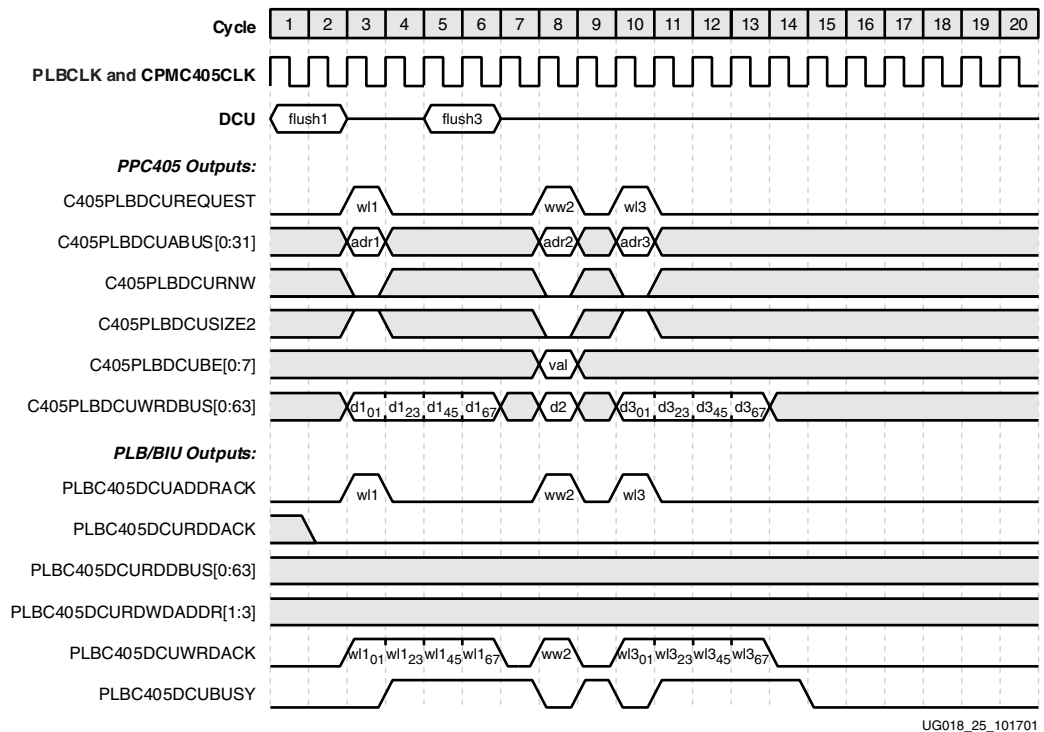 Cycle 1 2 3 4 5 6 7 8 9 10 11 12 13 14 15 16 17 18 19 20
PLBCLK and CPMC405CLK
DCU flush1 flush3
PPC405 Outputs:
C405PLBDCUREQUEST wl1 ww2 wl3
C405PLBDCUABUS[0:31] adr1 adr2 adr3
C405PLBDCURNW
C405PLBDCUSIZE2
C405PLBDCUBE[0:7] val
C405PLBDCUWRDBUS[0:63] d1₀₁ d1₂₃ d1₄₅ d1₆₇ d2 d3₀₁ d3₂₃ d3₄₅ d3₆₇
PLB/BIU Outputs:
PLBC405DCUADDRACK wl1 ww2 wl3
PLBC405DCURDDACK
PLBC405DCURDDBUS[0:63]
PLBC405DCURDWDADDR[1:3]
PLBC405DCUWRDACK wl1₀₁ wl1₂₃ wl1₄₅ wl1₆₇ ww2 wl3₀₁ wl3₂₃ wl3₄₅ wl3₆₇
PLBC405DCUBUSY
UG018_25_101701